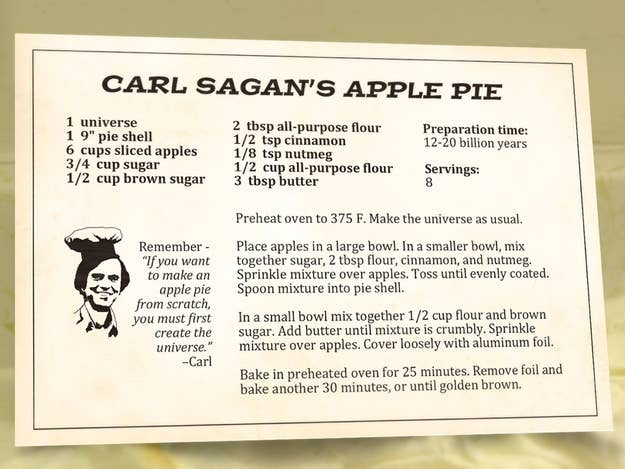 CARL SAGAN'S APPLE PIE
1 universe
1 9" pie shell
6 cups sliced apples
3/4 cup sugar
1/2 cup brown sugar
2 tbsp all-purpose flour
1/2 tsp cinnamon
1/8 tsp nutmeg
1/2 cup all-purpose flour
3 tbsp butter
Preparation time:
12-20 billion years
Servings:
8
Remember -
"If you want
to make an
apple pie
from scratch,
you must first
create the
universe."
–Carl
Preheat oven to 375 F. Make the universe as usual.
Place apples in a large bowl. In a smaller bowl, mix
together sugar, 2 tbsp flour, cinnamon, and nutmeg.
Sprinkle mixture over apples. Toss until evenly coated.
Spoon mixture into pie shell.
In a small bowl mix together 1/2 cup flour and brown
sugar. Add butter until mixture is crumbly. Sprinkle
mixture over apples. Cover loosely with aluminum foil.
Bake in preheated oven for 25 minutes. Remove foil and
bake another 30 minutes, or until golden brown.